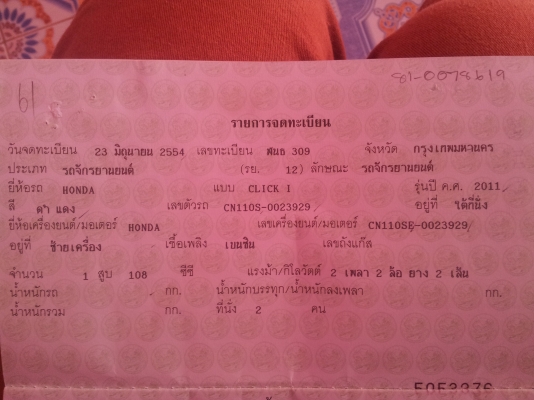 81-0078619
61
รายการจดทะเบียน
วันจดทะเบียน 23 มิถุนายน 2554 เลขทะเบียน ศนธ 309 จังหวัด กรุงเทพมหานคร
ประเภท รถจักรยานยนต์ (รย. 12) ลักษณะ รถจักรยานยนต์
ยี่ห้อรถ HONDA แบบ CLICK I รุ่นปี ค.ศ. 2011
สี ดำ แดง เลขตัวรถ CN110S-0023929 อยู่ที่ ใต้ที่นั่ง
ยี่ห้อเครื่องยนต์/มอเตอร์ HONDA เลขเครื่องยนต์/มอเตอร์ CN110SE-0023929
อยู่ที่ ซ้ายเครื่อง เชื้อเพลิง เบนซิน เลขถังแก๊ส
จำนวน 1 สูบ 108 ซีซี แรงม้า/กิโลวัตต์ 2 เพลา 2 ล้อ ยาง 2 เส้น
น้ำหนักรถ กก. น้ำหนักบรรทุก/น้ำหนักลงเพลา กก.
น้ำหนักรวม กก. ที่นั่ง 2 คน
5053376